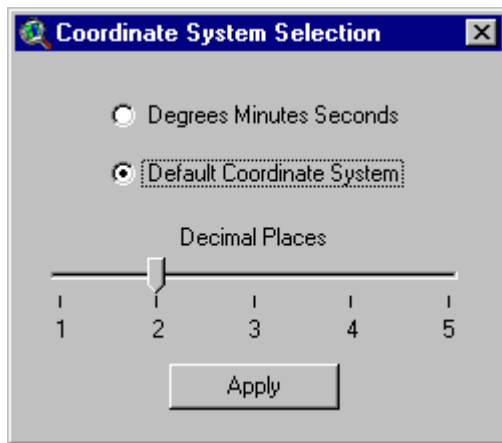 Coordinate System Selection
Degrees Minutes Seconds
Default Coordinate System
Decimal Places
1 2 3 4 5
Apply